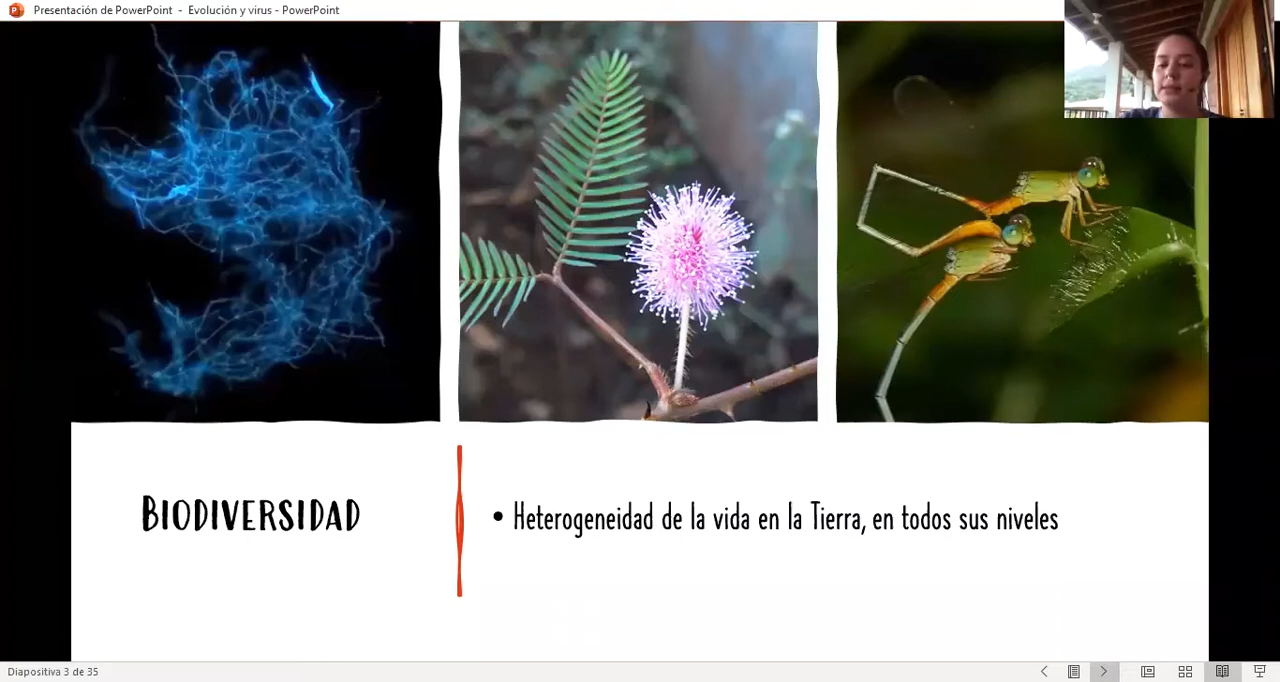 Presentación de PowerPoint - Evolución y virus - PowerPoint
BIODIVERSIDAD
• Heterogeneidad de la vida en la Tierra, en todos sus niveles
Diapositiva 3 de 35